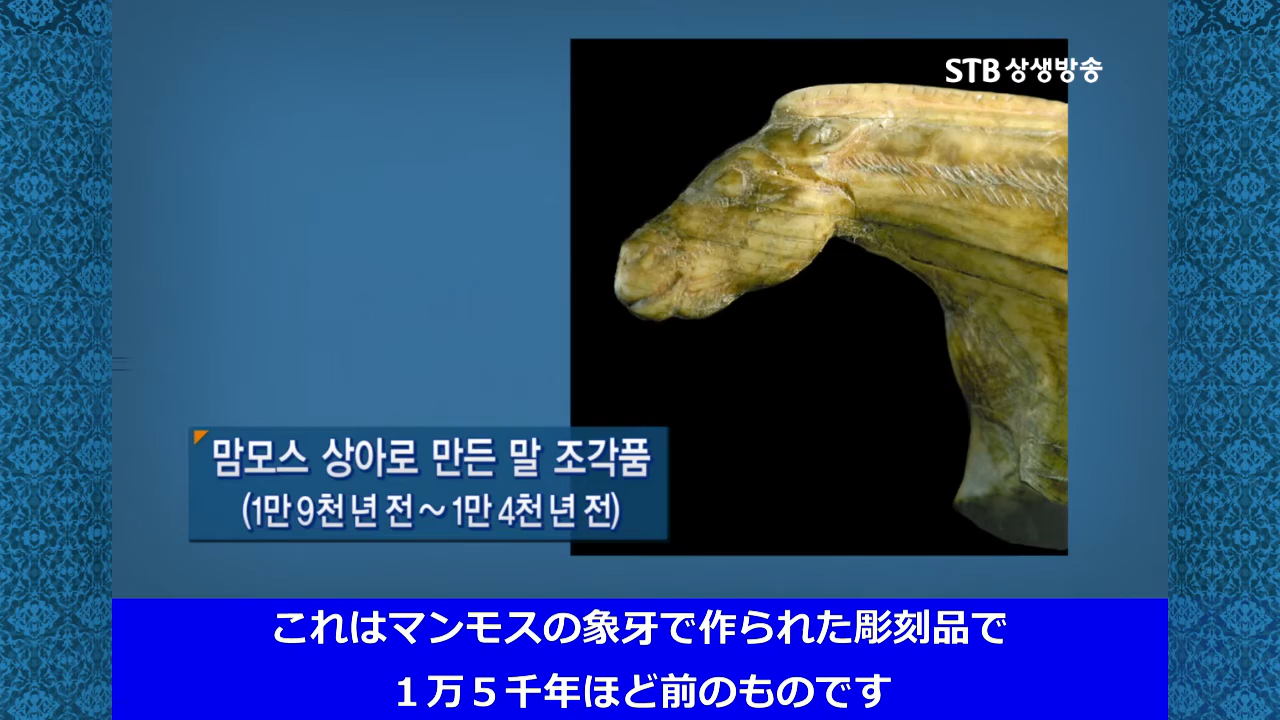 STB 상생방송
맘모스 상아로 만든 말 조각품
(1만 9천 년 전 ~ 1만 4천 년 전)
これはマンモスの象牙で作られた彫刻品で
１万５千年ほど前のものです